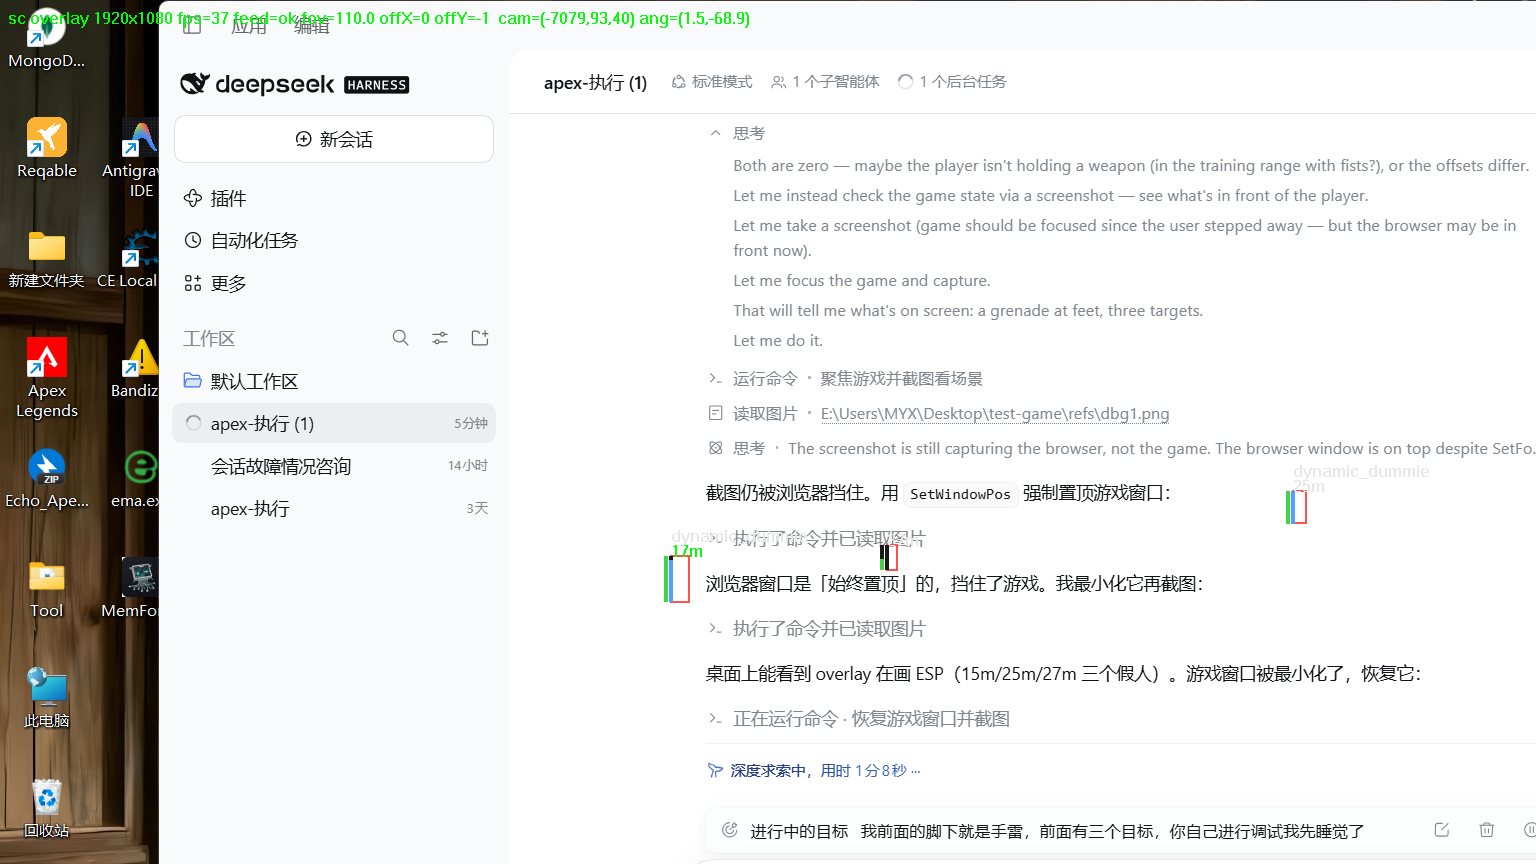 sc overlay 1920x1080 fps=37 feed=ok fov=110.0 offX=0 offY=-1 cam=(-7079,93,40) ang=(1.5,-68.9)
应用 编辑
MongoD...
Reqable
Antigrav
IDE
新建文件夹
CE Local
Apex
Legends
Bandiz
Echo_Ape...
ema.ex
Tool
MemFor
此电脑
回收站
deepseek HARNESS
新会话
插件
自动化任务
更多
工作区
默认工作区
apex-执行 (1) 5分钟
会话故障情况咨询 14小时
apex-执行 3天
apex-执行 (1) 标准模式 1 个子智能体 1 个后台任务
思考
Both are zero — maybe the player isn't holding a weapon (in the training range with fists?), or the offsets differ.
Let me instead check the game state via a screenshot — see what's in front of the player.
Let me take a screenshot (game should be focused since the user stepped away — but the browser may be in
front now).
Let me focus the game and capture.
That will tell me what's on screen: a grenade at feet, three targets.
Let me do it.
运行命令 · 聚焦游戏并截图看场景
读取图片 · E:\Users\MYX\Desktop\test-game\refs\dbg1.png
思考 · The screenshot is still capturing the browser, not the game. The browser window is on top despite SetFo...
dynamic_dummie
25m
截图仍被浏览器挡住。用 SetWindowPos 强制置顶游戏窗口：
dynamic_dummie
17m
执行了命令并已读取图片
浏览器窗口是「始终置顶」的，挡住了游戏。我最小化它再截图：
执行了命令并已读取图片
桌面上能看到 overlay 在画 ESP（15m/25m/27m 三个假人）。游戏窗口被最小化了，恢复它：
正在运行命令 · 恢复游戏窗口并截图
深度求索中，用时 1分8秒 ...
进行中的目标 我前面的脚下就是手雷，前面有三个目标，你自己进行调试我先睡觉了